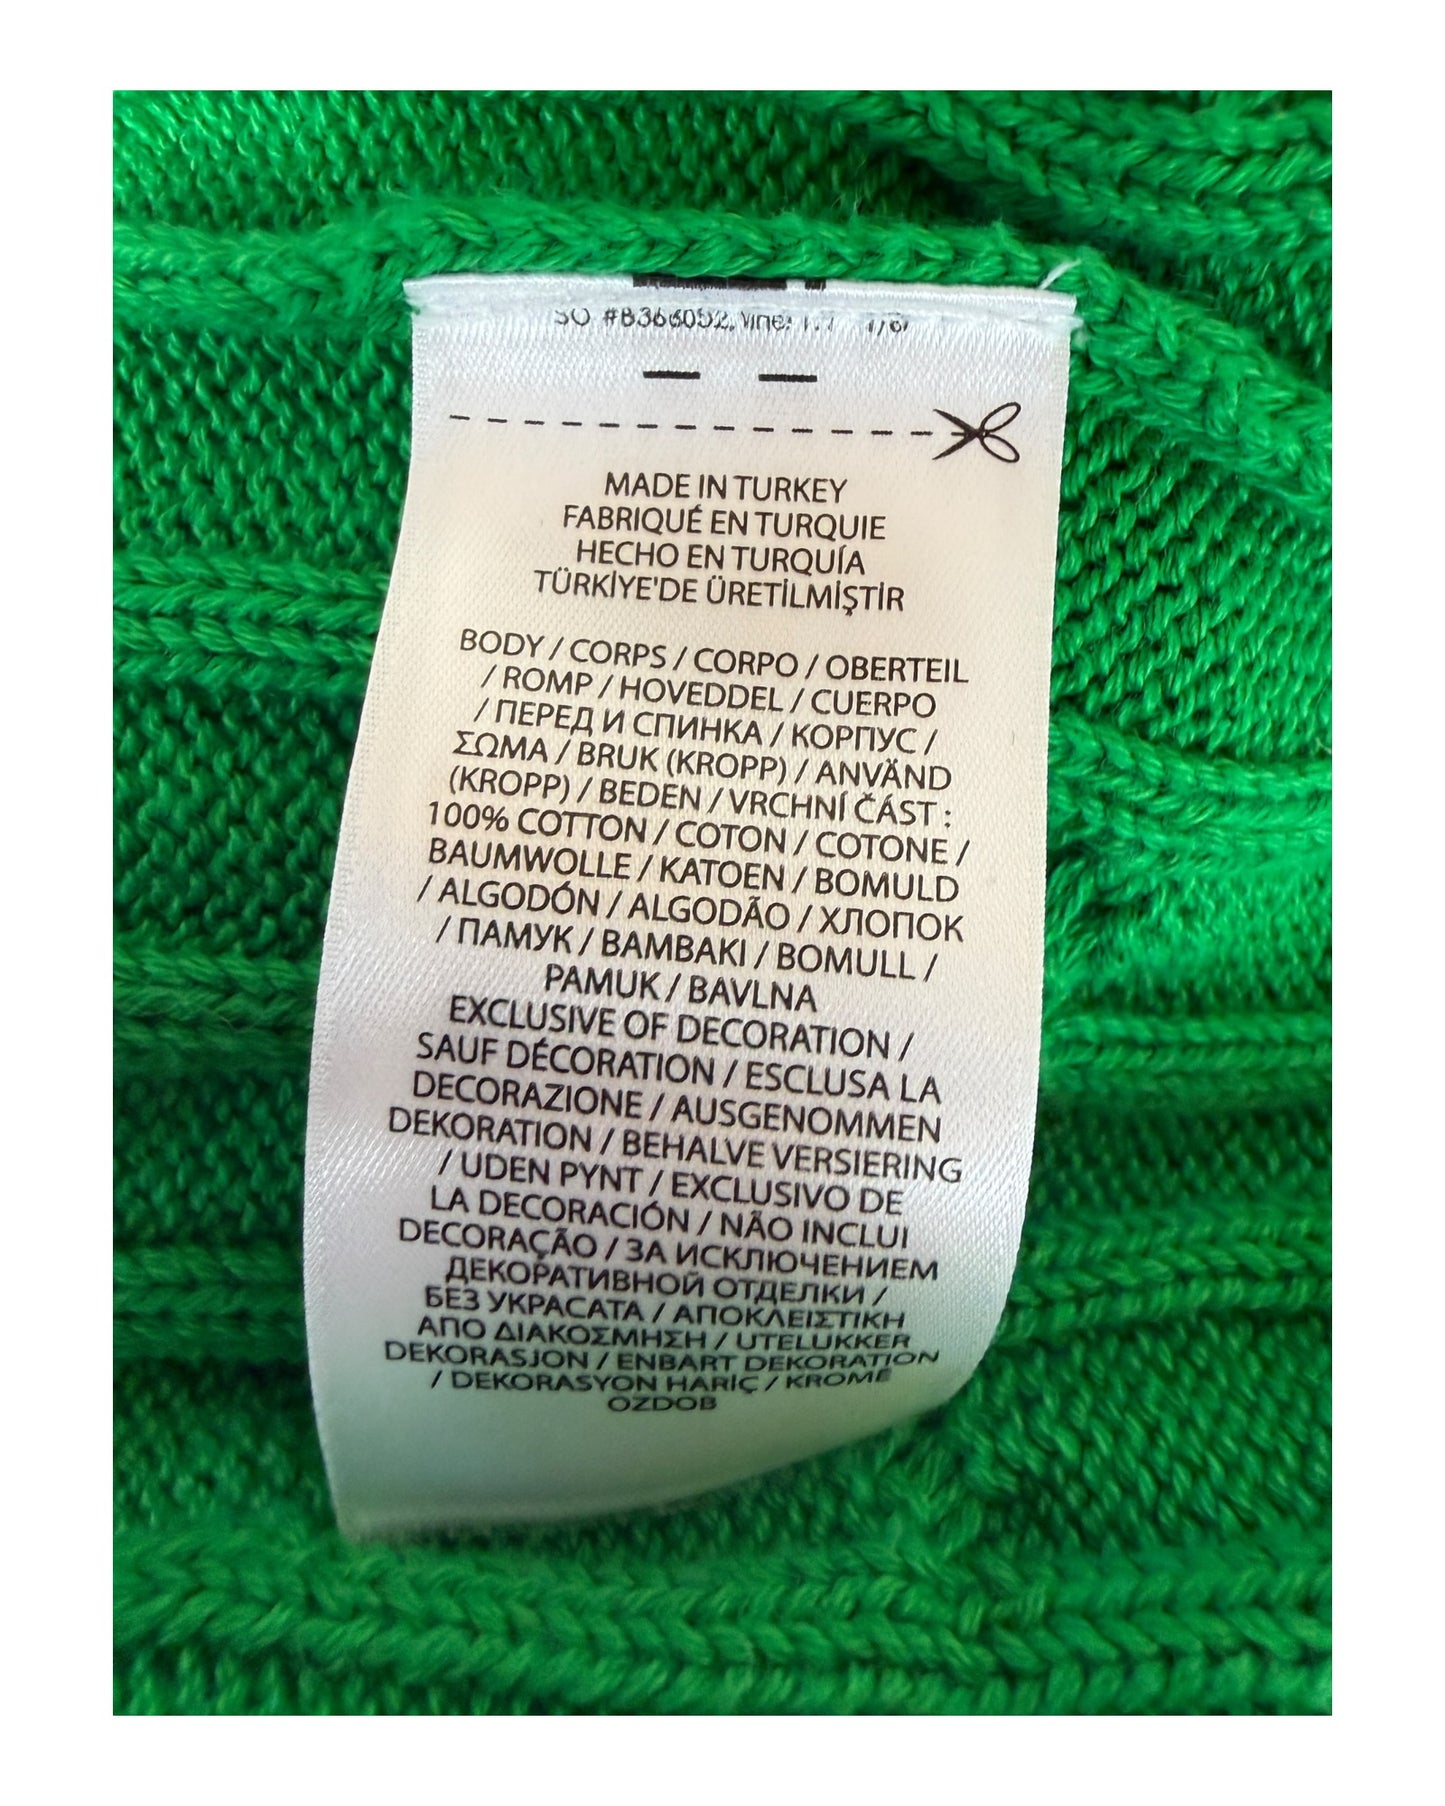 SO #B366052,
MADE IN TURKEY
FABRIQUÉ EN TURQUIE
HECHO EN TURQUÍA
TÜRKİYE'DE ÜRETİLMİŞTİR
BODY / CORPS / CORPO / OBERTEIL
/ ROMP / HOVEDDEL / CUERPO
/ ПЕРЕД И СПИНКА / КОРПУС /
ΣΩΜΑ / BRUK (KROPP) / ANVÄND
(KROPP) / BEDEN / VRCHNÍ ČÁST :
100% COTTON / COTON / COTONE /
BAUMWOLLE / KATOEN / BOMULD
/ ALGODÓN / ALGODÃO / ХЛОПОК
/ ПАМУК / BAMBAKI / BOMULL /
PAMUK / BAVLNA
EXCLUSIVE OF DECORATION /
SAUF DÉCORATION / ESCLUSA LA
DECORAZIONE / AUSGENOMMEN
DEKORATION / BEHALVE VERSIERING
/ UDEN PYNT / EXCLUSIVO DE
LA DECORACIÓN / NÃO INCLUI
DECORAÇÃO / ЗА ИСКЛЮЧЕНИЕМ
ДЕКОРАТИВНОЙ ОТДЕЛКИ /
БЕЗ УКРАСАТА / ΑΠΟΚΛΕΙΣΤΙΚΗ
ΑΠΟ ΔΙΑΚΟΣΜΗΣΗ / UTELUKKER
DEKORASJON / ENBART DEKORATION
/ DEKORASYON HARİÇ / KROMĚ
OZDOB